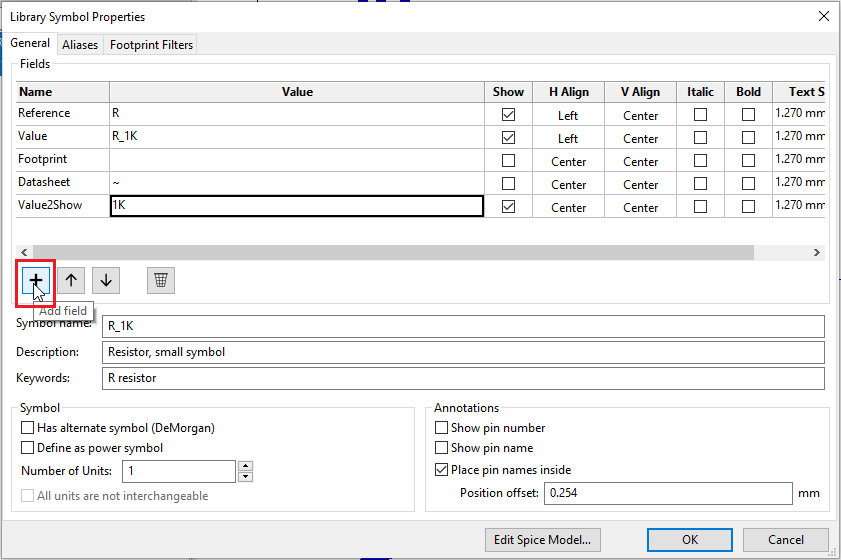 Library Symbol Properties
General Aliases Footprint Filters
Fields
Name Value Show H Align V Align Italic Bold Text S
Reference R Left Center 1.270 mm
Value R_1K Left Center 1.270 mm
Footprint Center Center 1.270 mm
Datasheet ~ Center Center 1.270 mm
Value2Show 1K Center Center 1.270 mm
Add field
Symbol name: R_1K
Description: Resistor, small symbol
Keywords: R resistor
Symbol
Has alternate symbol (DeMorgan)
Define as power symbol
Number of Units: 1
All units are not interchangeable
Annotations
Show pin number
Show pin name
Place pin names inside
Position offset: 0.254 mm
Edit Spice Model... OK Cancel